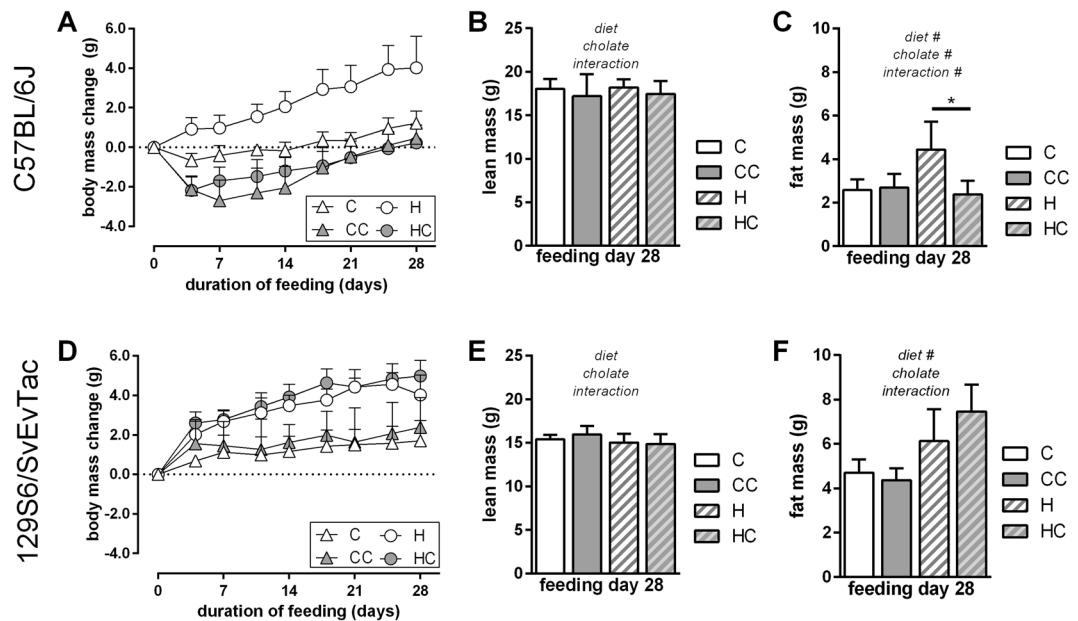 C57BL/6J
A
body mass change (g)
6.0
4.0
2.0
0.0
-2.0
-4.0
C H
CC HC
0 7 14 21 28
duration of feeding (days)
B
lean mass (g)
25
20
15
10
5
0
diet
cholate
interaction
feeding day 28
C
CC
H
HC
C
fat mass (g)
10
8
6
4
2
0
diet #
cholate #
interaction #
*
feeding day 28
C
CC
H
HC
129S6/SvEvTac
D
body mass change (g)
6.0
4.0
2.0
0.0
-2.0
-4.0
C H
CC HC
0 7 14 21 28
duration of feeding (days)
E
lean mass (g)
25
20
15
10
5
0
diet
cholate
interaction
feeding day 28
C
CC
H
HC
F
fat mass (g)
10
8
6
4
2
0
diet #
cholate
interaction
feeding day 28
C
CC
H
HC